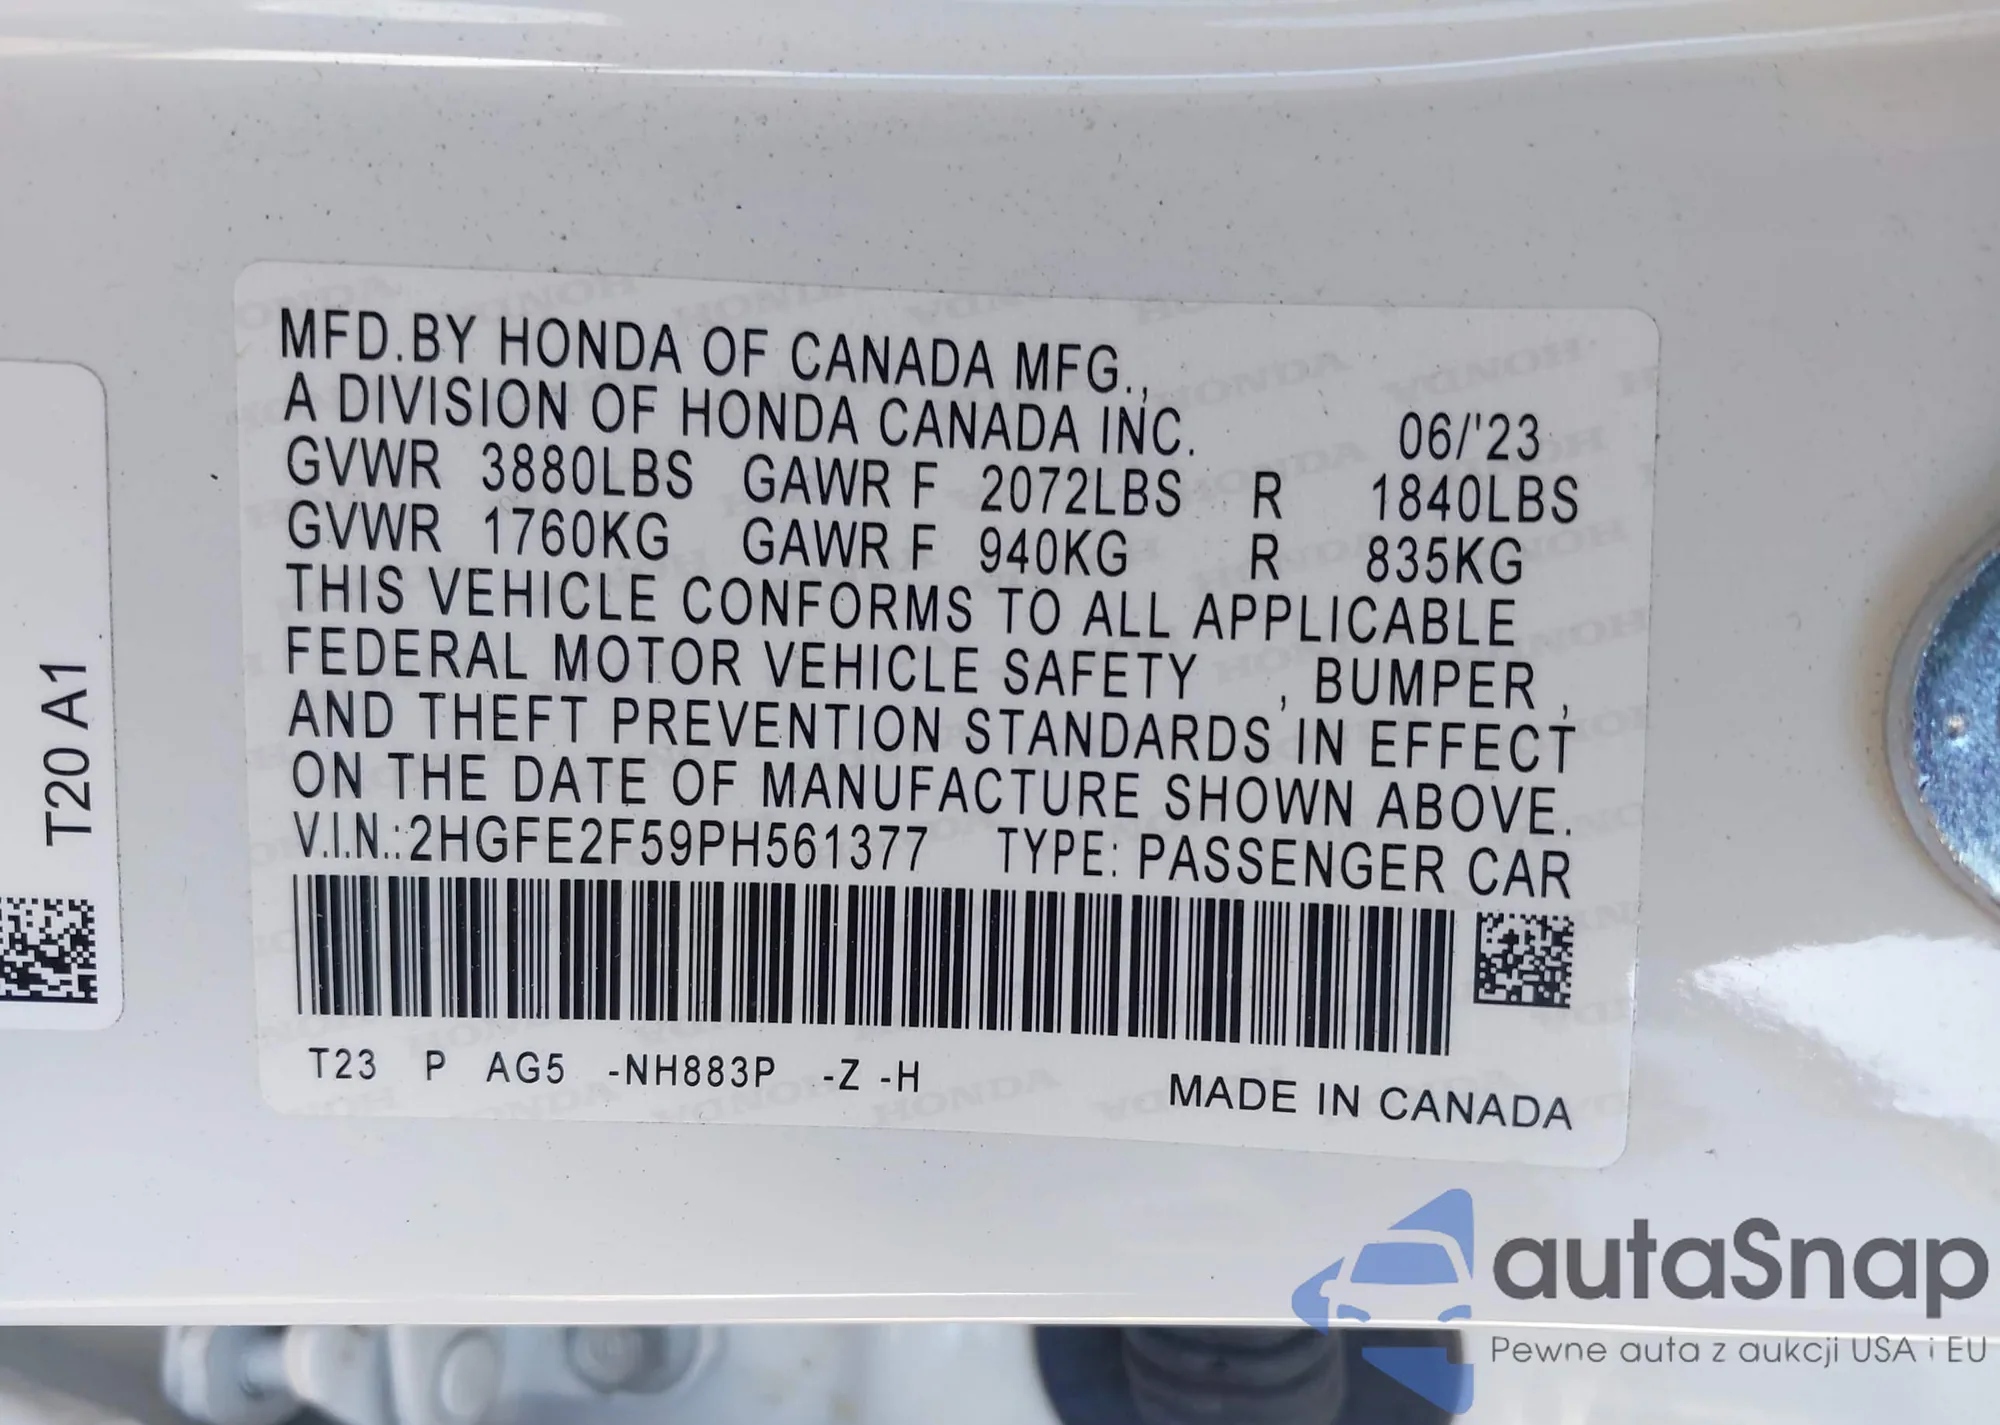 MFD.BY HONDA OF CANADA MFG.,
A DIVISION OF HONDA CANADA INC. 06/'23
GVWR 3880LBS GAWR F 2072LBS R 1840LBS
GVWR 1760KG GAWR F 940KG R 835KG
THIS VEHICLE CONFORMS TO ALL APPLICABLE
FEDERAL MOTOR VEHICLE SAFETY , BUMPER ,
AND THEFT PREVENTION STANDARDS IN EFFECT
ON THE DATE OF MANUFACTURE SHOWN ABOVE.
V.I.N.:2HGFE2F59PH561377 TYPE: PASSENGER CAR
T23 P AG5 -NH883P -Z -H
MADE IN CANADA
T20 A1
autaSnap
Pewne auta z aukcji USA i EU